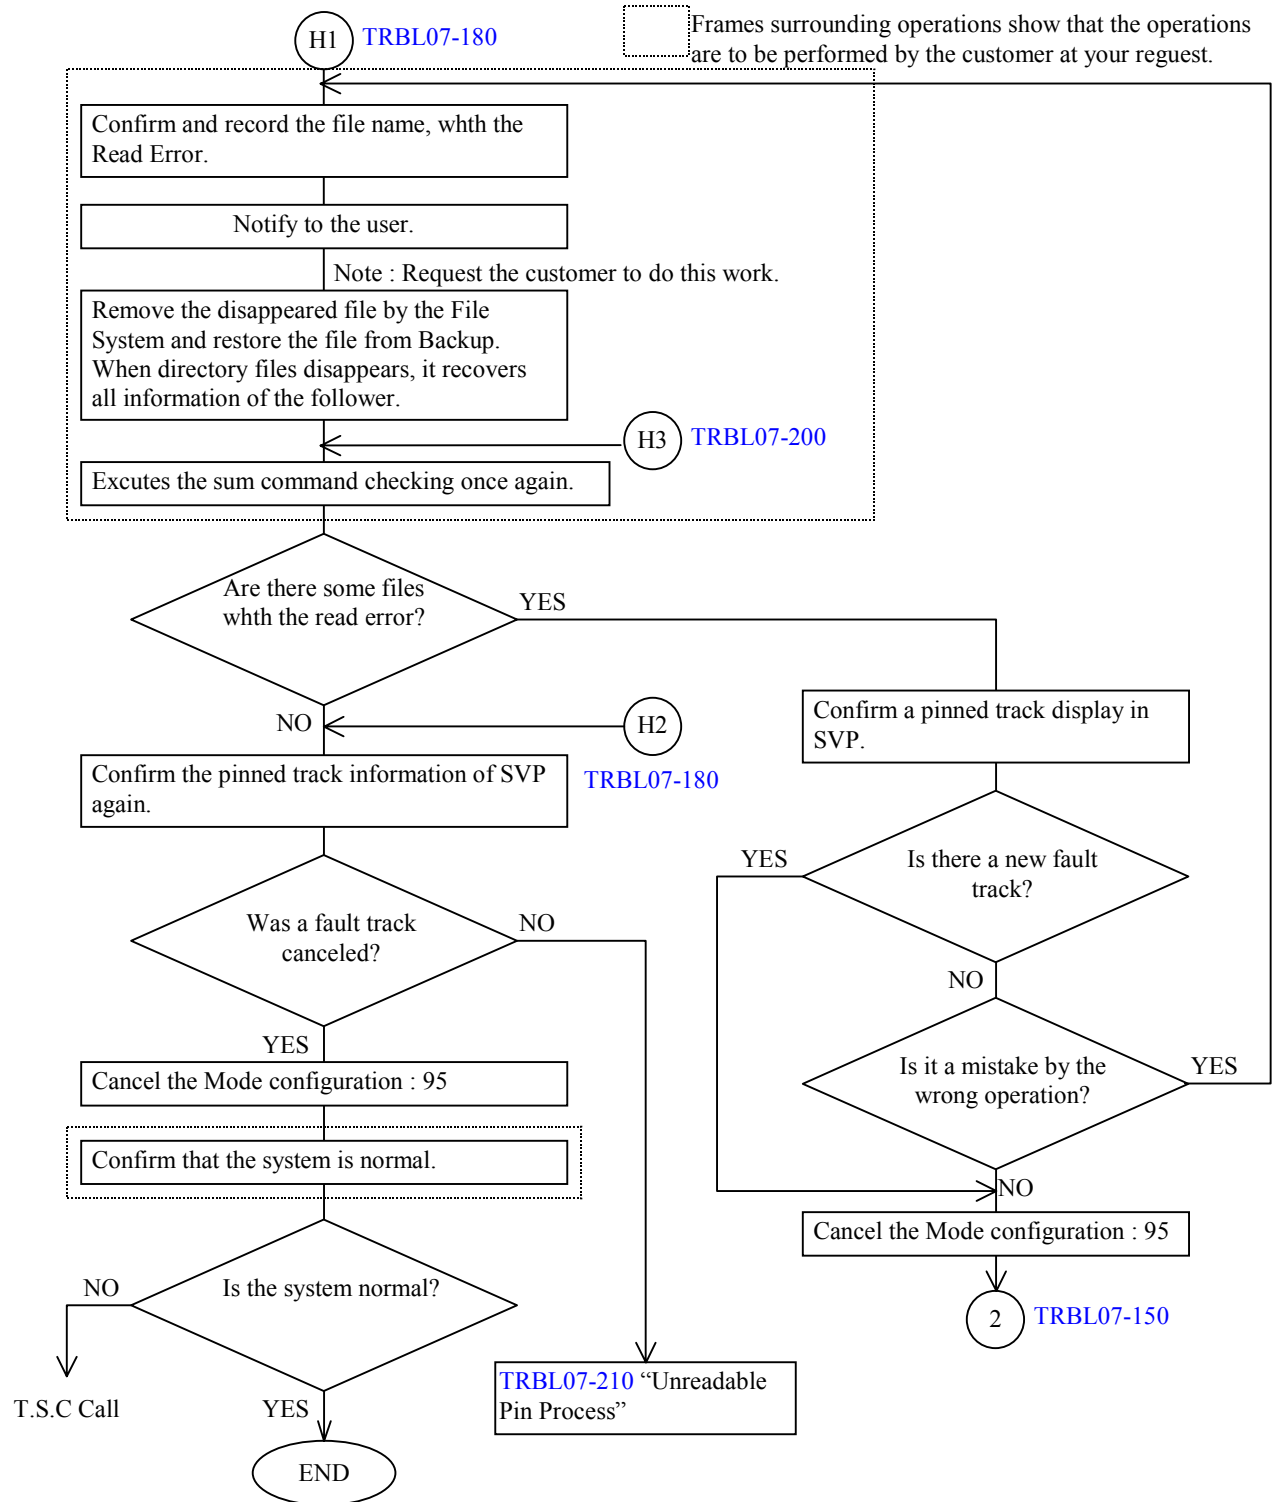 H1 TRBL07-180
Frames surrounding operations show that the operations
are to be performed by the customer at your reguest.
Confirm and record the file name, whth the
Read Error.
Notify to the user.
Note : Request the customer to do this work.
Remove the disappeared file by the File
System and restore the file from Backup.
When directory files disappears, it recovers
all information of the follower.
H3 TRBL07-200
Excutes the sum command checking once again.
Are there some files
whth the read error?
YES
NO
H2
TRBL07-180
Confirm a pinned track display in
SVP.
Confirm the pinned track information of SVP
again.
YES
Is there a new fault
track?
Was a fault track
canceled?
NO
NO
YES
Is it a mistake by the
wrong operation?
YES
Cancel the Mode configuration : 95
Confirm that the system is normal.
NO
Cancel the Mode configuration : 95
NO
Is the system normal?
2 TRBL07-150
TRBL07-210 “Unreadable
Pin Process”
T.S.C Call
YES
END